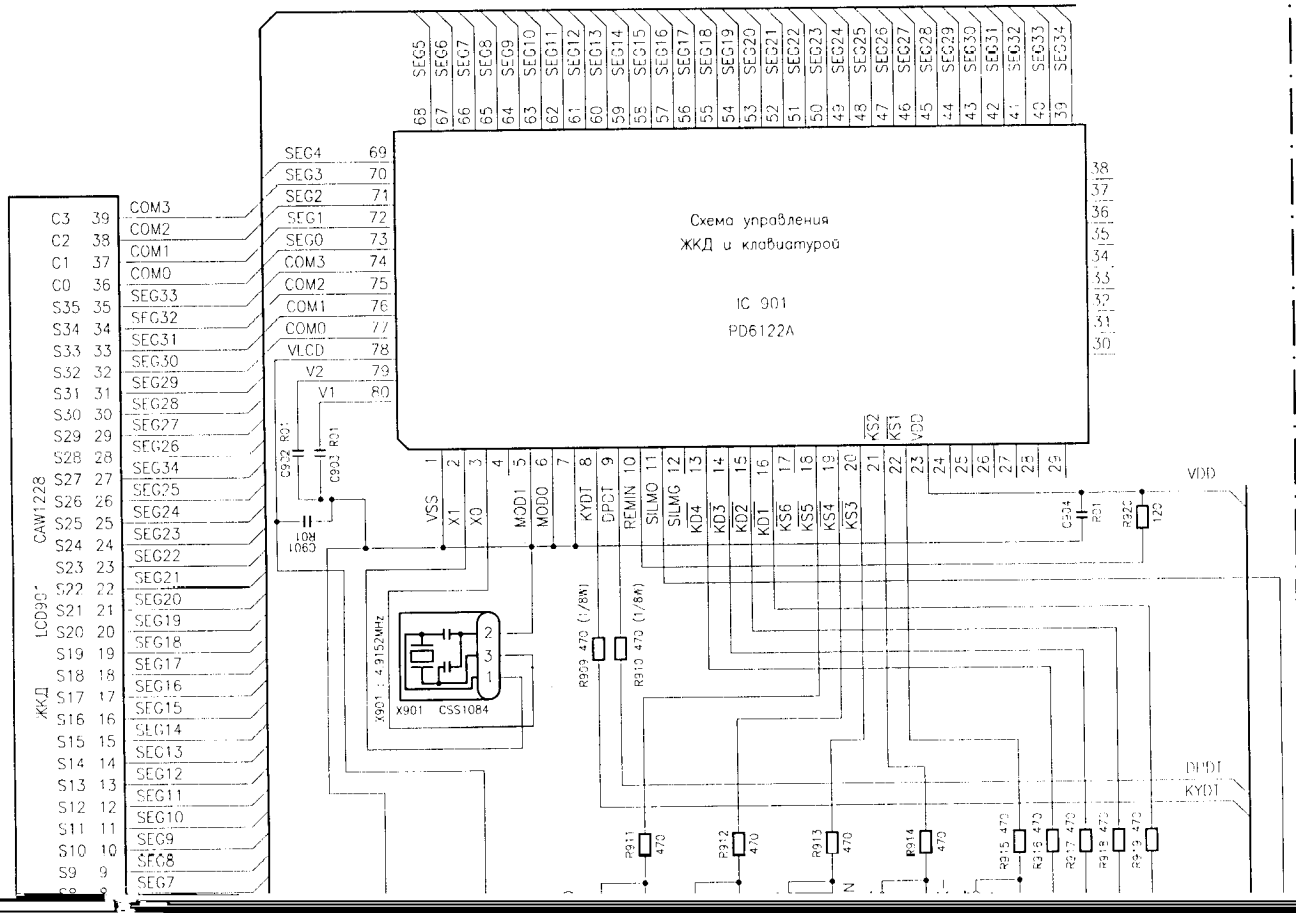 SEG5 SEG6 SEG7 SEG8 SEG9 SEG10 SEG11 SEG12 SEG13 SEG14 SEG15 SEG16 SEG17 SEG18 SEG19 SEG20 SEG21 SEG22 SEG23 SEG24 SEG25 SEG26 SEG27 SEG28 SEG29 SEG30 SEG31 SEG32 SEG33 SEG34
68 67 66 65 64 63 62 61 60 59 58 57 56 55 54 53 52 51 50 49 48 47 46 45 44 43 42 41 40 39
SEG4 69
SEG3 70
SEG2 71
SEG1 72
SEG0 73
COM3 74
COM2 75
COM1 76
COM0 77
VLCD 78
V2 79
V1 80
38
37
36
35
34
33
32
31
30
Схема управления
ЖКД и клавиатурой
IC 901
PD6122A
KS2 KS1 VDD
1 2 3 4 5 6 7 8 9 10 11 12 13 14 15 16 17 18 19 20 21 22 23 24 25 26 27 28 29
VSS X1 X0 MOD1 MOD0 KYDT DPDT REMIN SILMO SILMG KD4 KD3 KD2 KD1 KS6 KS5 KS4 KS3
C3 39 COM3
C2 38 COM2
C1 37 COM1
C0 36 COM0
S35 35 SEG33
S34 34 SEG32
S33 33 SEG31
S32 32 SEG30
S31 31 SEG29
S30 30 SEG28
S29 29 SEG27
S28 28 SEG26
S27 27 SEG34
S26 26 SEG25
S25 25 SEG24
S24 24 SEG23
S23 23 SEG22
S22 22 SEG21
S21 21 SEG20
S20 20 SEG19
S19 19 SEG18
S18 18 SEG17
S17 17 SEG16
S16 16 SEG15
S15 15 SEG14
S14 14 SEG13
S13 13 SEG12
S12 12 SEG11
S11 11 SEG10
S10 10 SEG9
S9 9 SEG8
SEG7
ЖКД
CAW1228
C902 R01
C903 R01
C901
R01
C904
R01
R920
120
VDD
X901 : 4.9152MHz
2
3
1
X901 CSS1084
R909 470 (1/8W)
R910 470 (1/8W)
DPDT
KYDT
R911
470
R912
470
R913
470
R914
470
R915 470
R916 470
R917 470
R918 470
R919 470